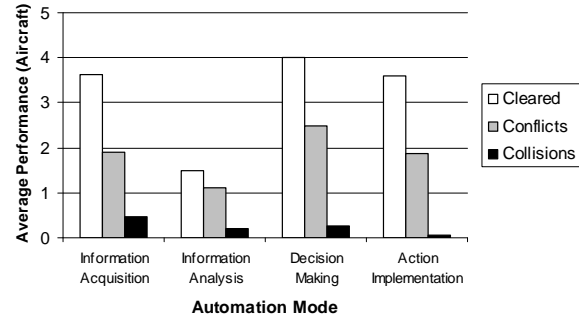 Average Performance (Aircraft)
5
4
3
2
1
0
Information Acquisition
Information Analysis
Decision Making
Action Implementation
Automation Mode
Cleared
Conflicts
Collisions